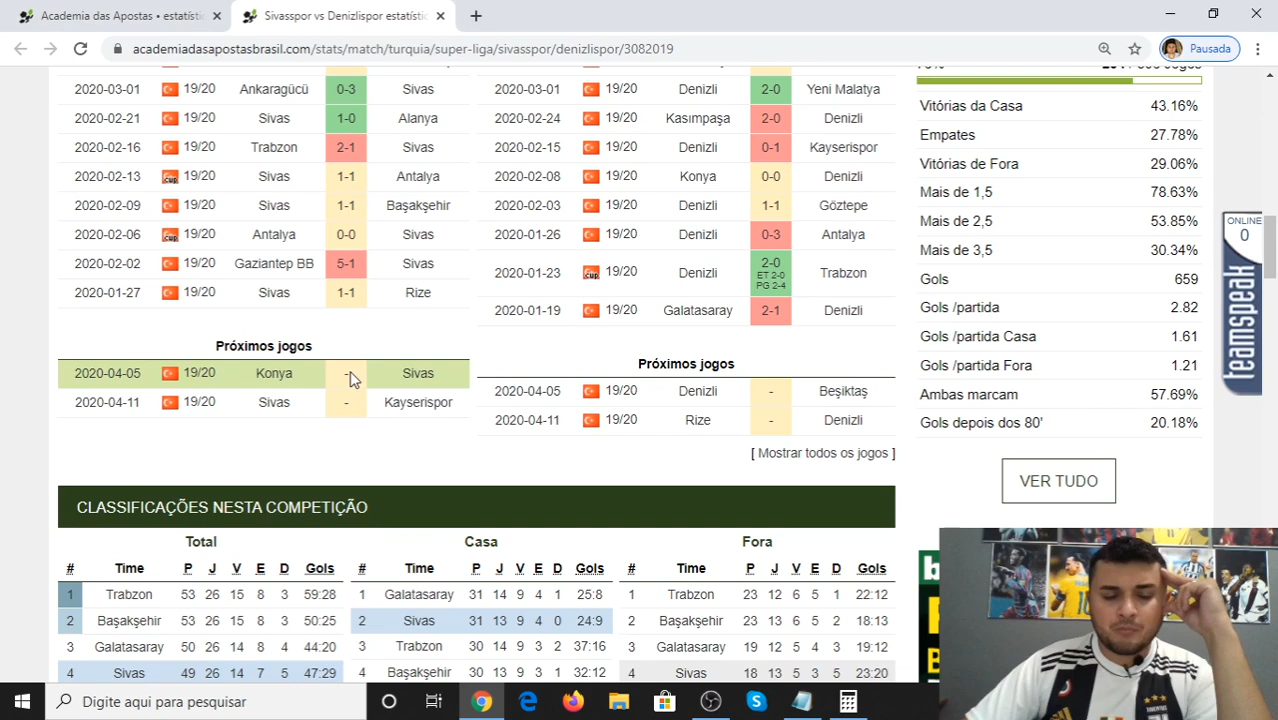 Academia das Apostas • estatísti
Sivasspor vs Denizlispor estatístic
academiadasapostasbrasil.com/stats/match/turquia/super-liga/sivasspor/denizlispor/3082019
Pausada
2020-03-01 19/20 Ankaragücü 0-3 Sivas
2020-02-21 19/20 Sivas 1-0 Alanya
2020-02-16 19/20 Trabzon 2-1 Sivas
2020-02-13 cup 19/20 Sivas 1-1 Antalya
2020-02-09 19/20 Sivas 1-1 Başakşehir
2020-02-06 cup 19/20 Antalya 0-0 Sivas
2020-02-02 19/20 Gaziantep BB 5-1 Sivas
2020-01-27 19/20 Sivas 1-1 Rize
Próximos jogos
2020-04-05 19/20 Konya - Sivas
2020-04-11 19/20 Sivas - Kayserispor
2020-03-01 19/20 Denizli 2-0 Yeni Malatya
2020-02-24 19/20 Kasımpaşa 2-0 Denizli
2020-02-15 19/20 Denizli 0-1 Kayserispor
2020-02-08 19/20 Konya 0-0 Denizli
2020-02-03 19/20 Denizli 1-1 Göztepe
2020-01-26 19/20 Denizli 0-3 Antalya
2020-01-23 cup 19/20 Denizli 2-0 ET 2-0 PG 2-4 Trabzon
2020-01-19 19/20 Galatasaray 2-1 Denizli
Próximos jogos
2020-04-05 19/20 Denizli - Beşiktaş
2020-04-11 19/20 Rize - Denizli
[ Mostrar todos os jogos ]
Vitórias da Casa 43.16%
Empates 27.78%
Vitórias de Fora 29.06%
Mais de 1,5 78.63%
Mais de 2,5 53.85%
Mais de 3,5 30.34%
Gols 659
Gols /partida 2.82
Gols /partida Casa 1.61
Gols /partida Fora 1.21
Ambas marcam 57.69%
Gols depois dos 80' 20.18%
VER TUDO
ONLINE
0
teamspeak
CLASSIFICAÇÕES NESTA COMPETIÇÃO
Total Casa Fora
# Time P J V E D Gols # Time P J V E D Gols # Time P J V E D Gols
1 Trabzon 53 26 15 8 3 59:28 1 Galatasaray 31 14 9 4 1 25:8 1 Trabzon 23 12 6 5 1 22:12
2 Başakşehir 53 26 15 8 3 50:25 2 Sivas 31 13 9 4 0 24:9 2 Başakşehir 23 13 6 5 2 18:13
3 Galatasaray 50 26 14 8 4 44:20 3 Trabzon 30 14 9 3 2 37:16 3 Galatasaray 19 12 5 4 3 19:12
4 Sivas 49 26 14 7 5 47:29 4 Başakşehir 30 13 9 3 1 32:12 4 Sivas 18 13 5 3 5 23:20
Digite aqui para pesquisar